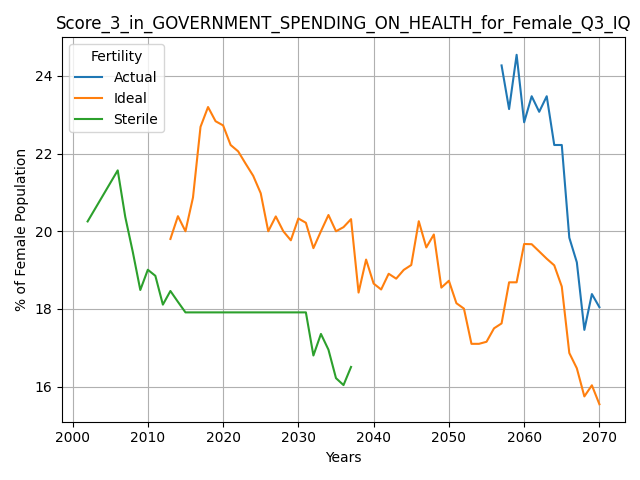 Score_3_in_GOVERNMENT_SPENDING_ON_HEALTH_for_Female_Q3_IQ
Fertility
Actual
Ideal
Sterile
% of Female Population
24
22
20
18
16
2000 2010 2020 2030 2040 2050 2060 2070
Years